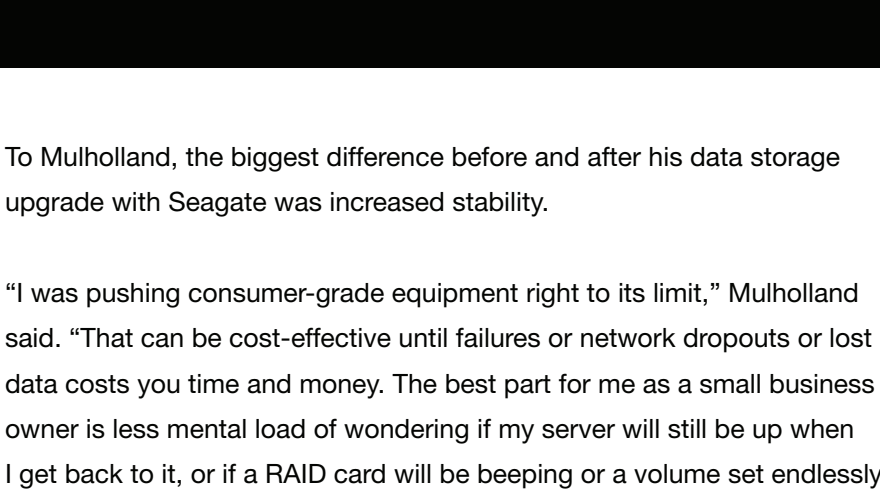 To Mulholland, the biggest difference before and after his data storage
upgrade with Seagate was increased stability.
“I was pushing consumer-grade equipment right to its limit,” Mulholland
said. “That can be cost-effective until failures or network dropouts or lost
data costs you time and money. The best part for me as a small business
owner is less mental load of wondering if my server will still be up when
I get back to it, or if a RAID card will be beeping or a volume set endlessly